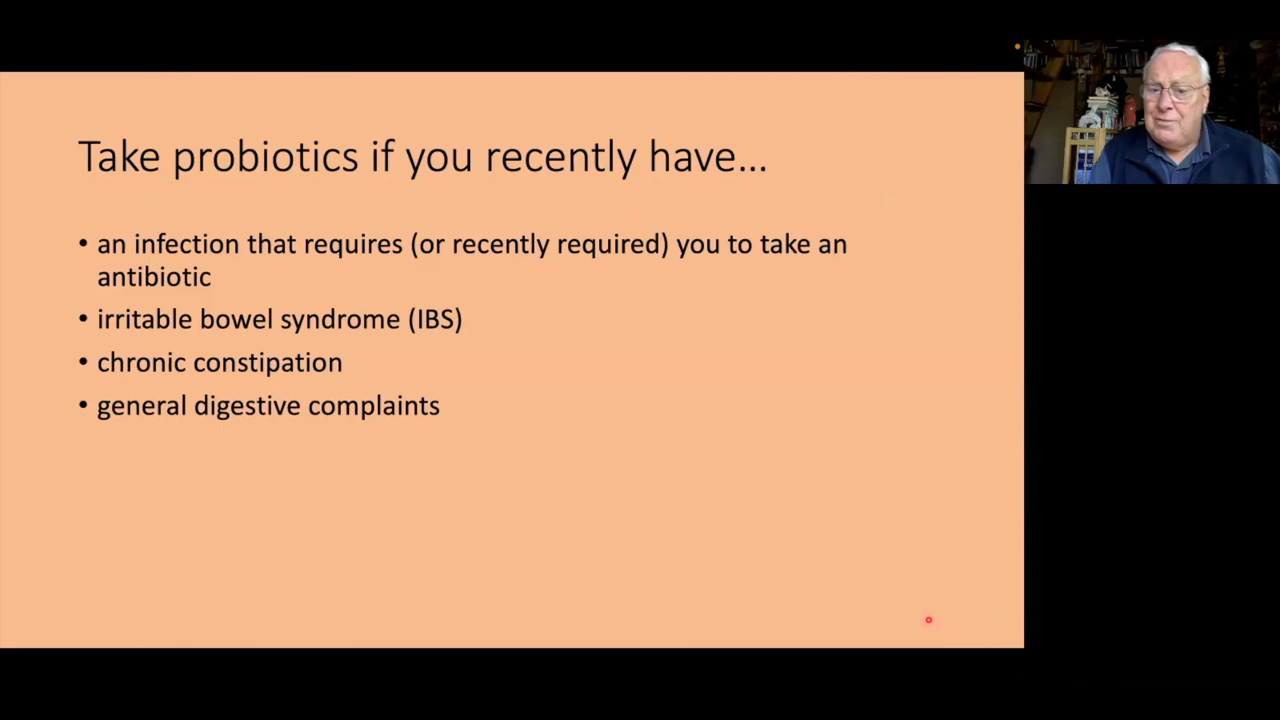 Take probiotics if you recently have...
• an infection that requires (or recently required) you to take an
antibiotic
• irritable bowel syndrome (IBS)
• chronic constipation
• general digestive complaints